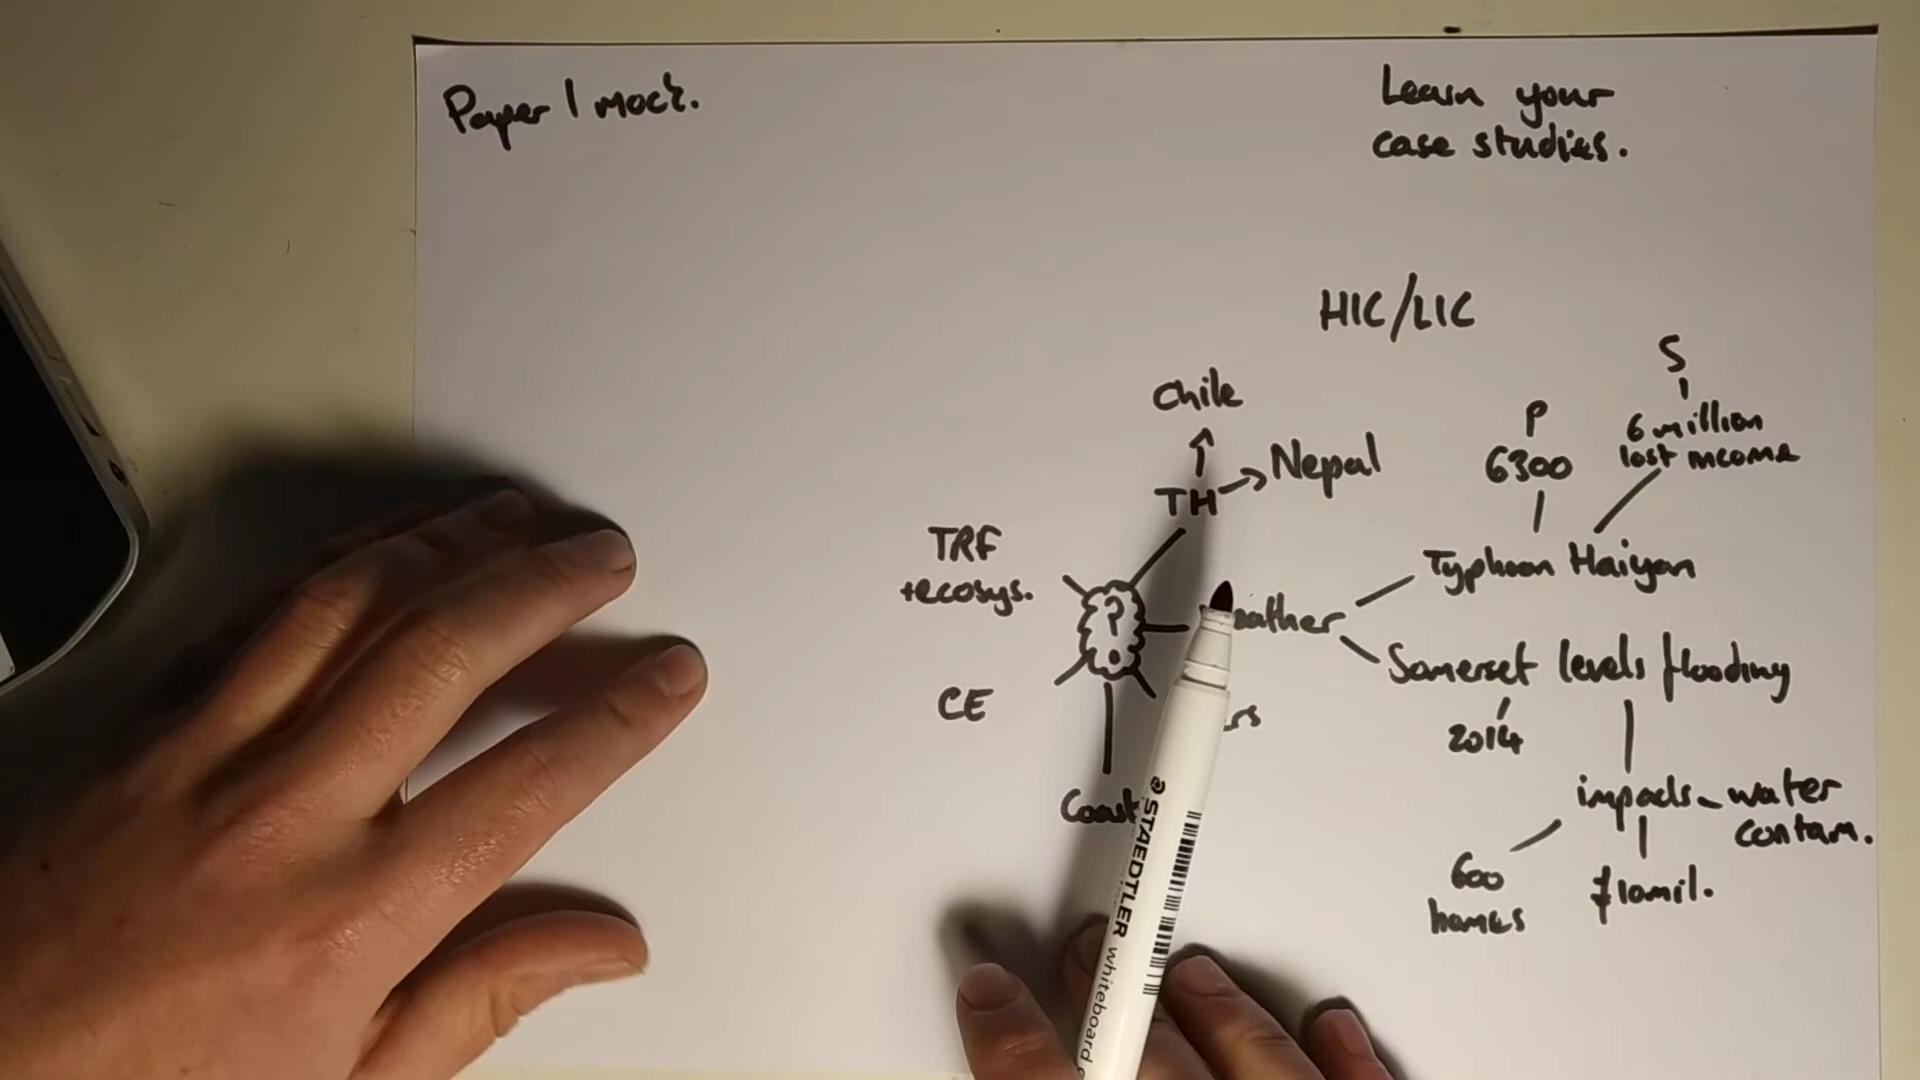 Paper 1 mock.
Learn your
case studies.
HIC/LIC
S
6 million
lost income
P
6300
Chile
Nepal
TH
TRF
+ecosys.
Typhoon Haiyan
?
Somerset levels flooding
2014
CE
impacts - water
contam.
Coast
600
homes
£10mil.
STAEDTLER whiteboard